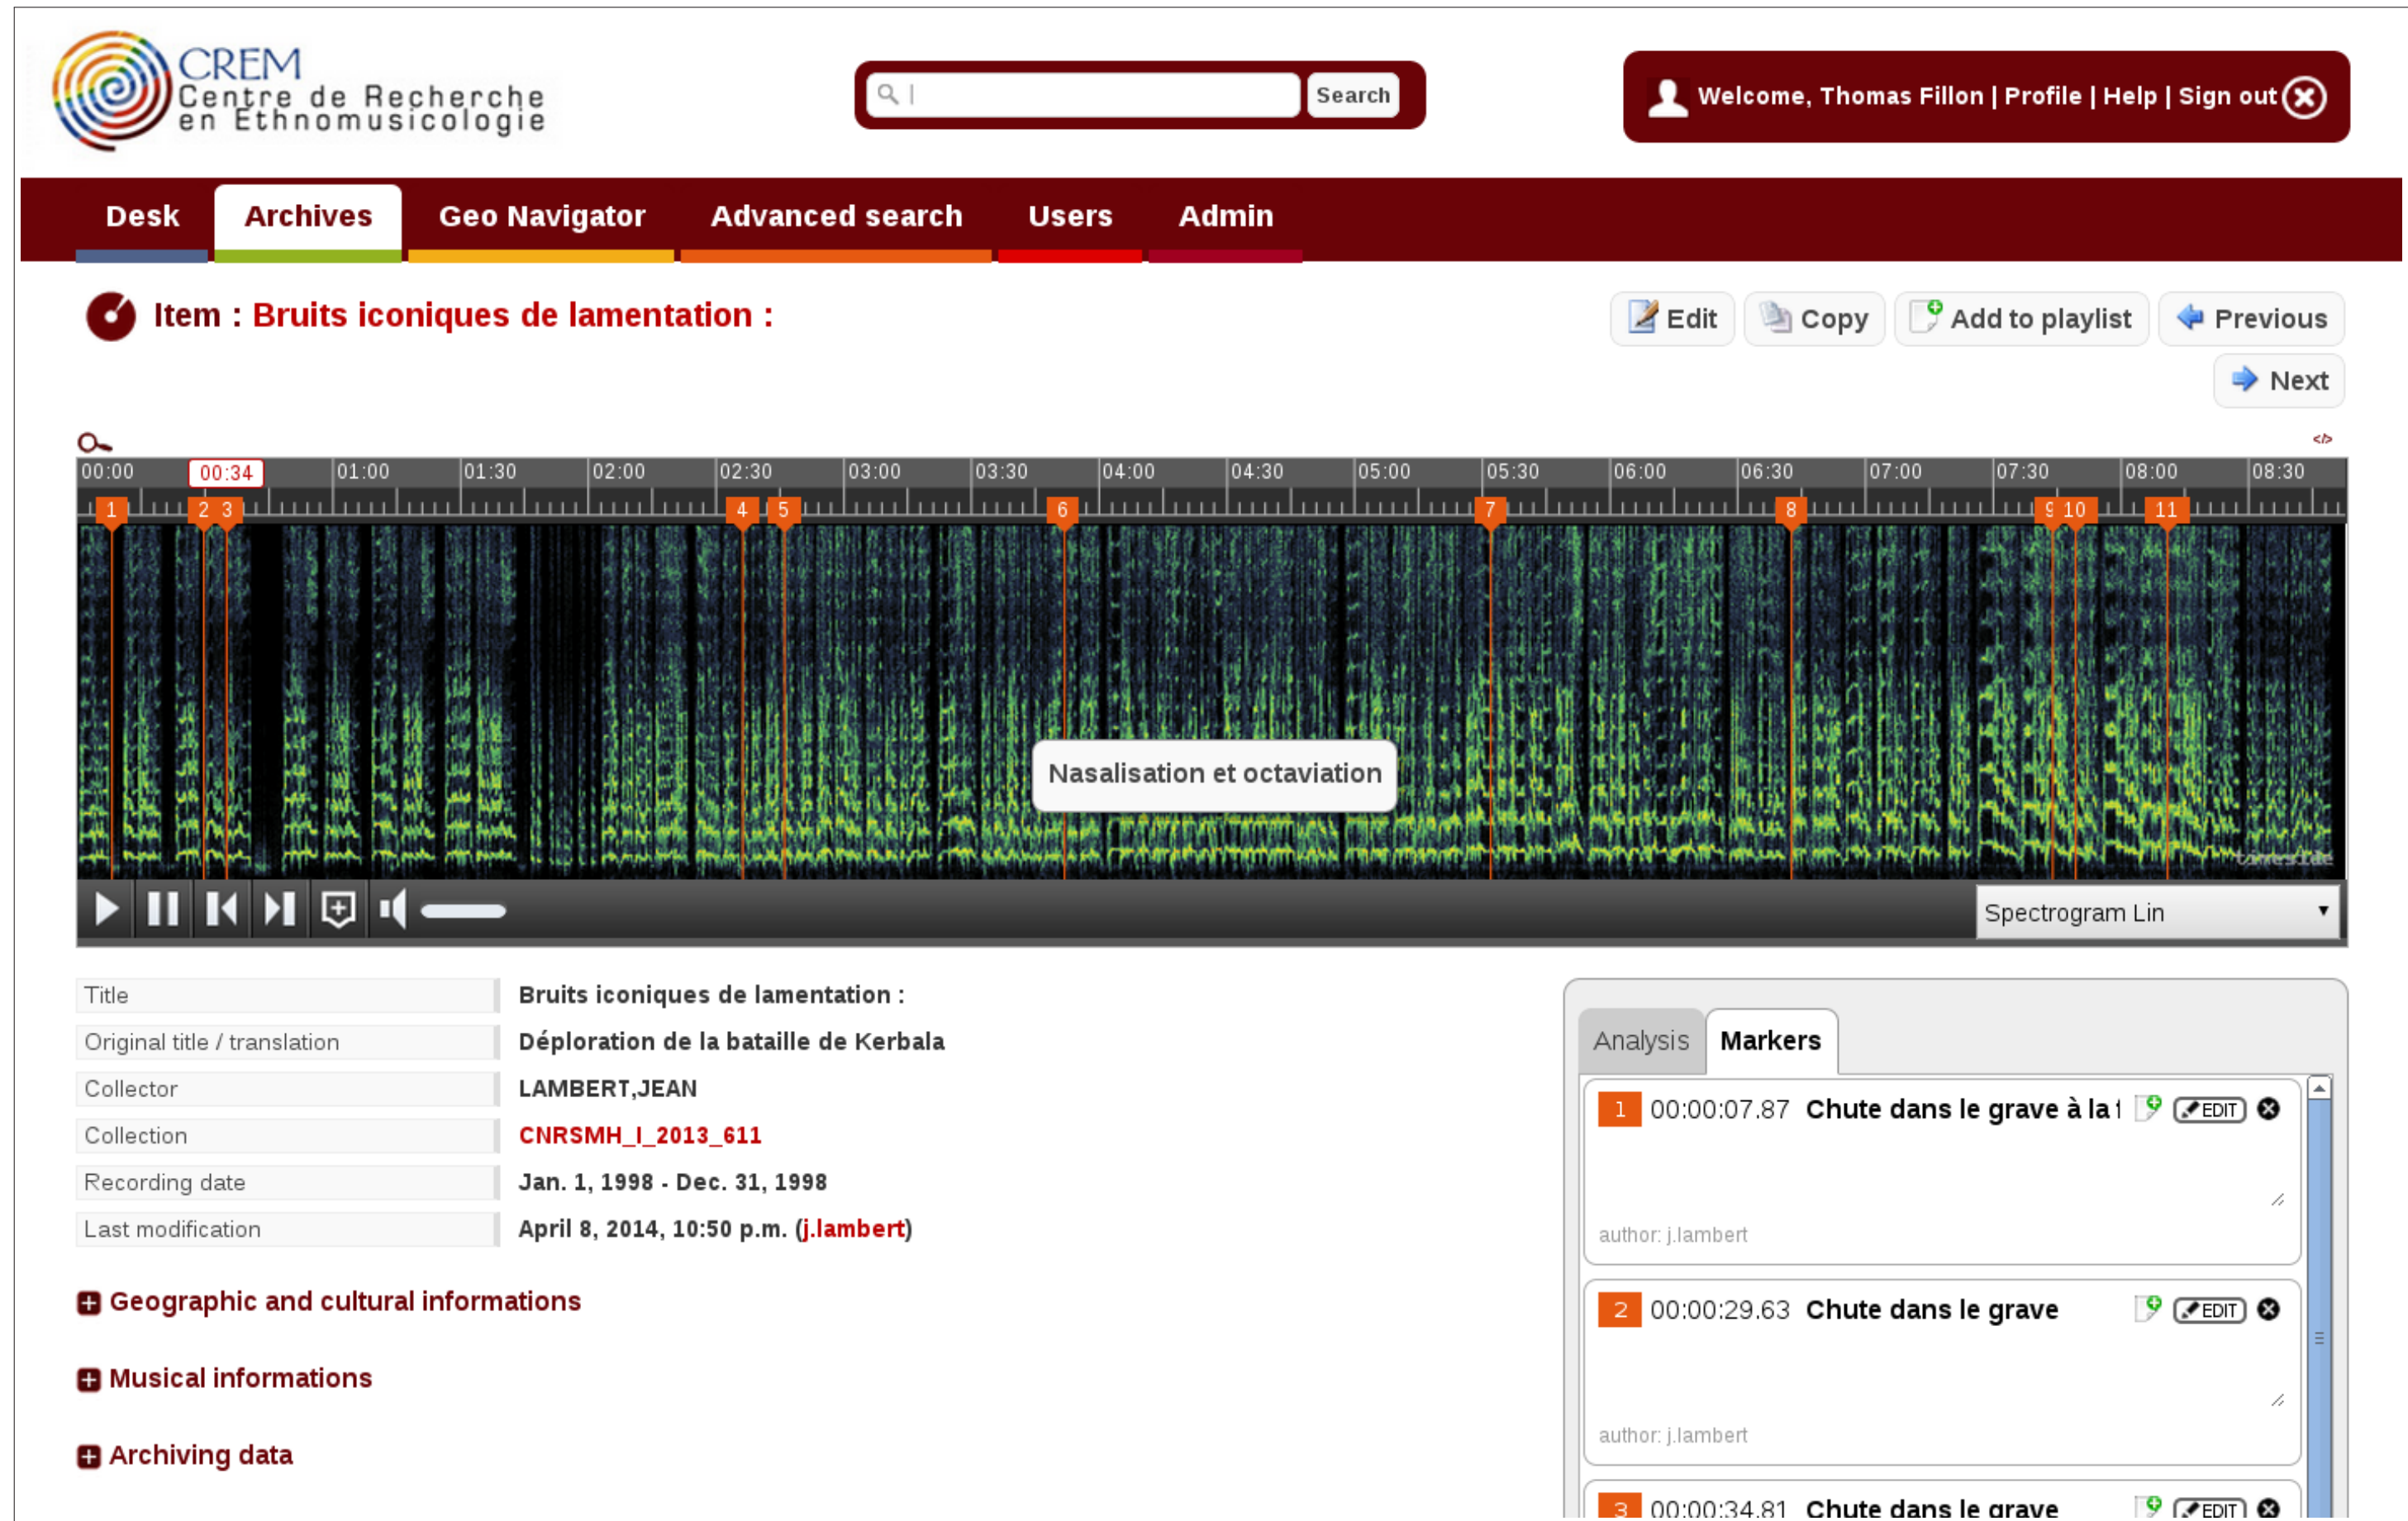 CREM
Centre de Recherche
en Ethnomusicologie
Search
Welcome, Thomas Fillon | Profile | Help | Sign out
Desk Archives Geo Navigator Advanced search Users Admin
Item : Bruits iconiques de lamentation :
Edit Copy Add to playlist Previous
Next
</>
00:00 00:34 01:00 01:30 02:00 02:30 03:00 03:30 04:00 04:30 05:00 05:30 06:00 06:30 07:00 07:30 08:00 08:30
1 2 3 4 5 6 7 8 9 10 11
Nasalisation et octaviation
Spectrogram Lin
Title Bruits iconiques de lamentation :
Original title / translation Déploration de la bataille de Kerbala
Collector LAMBERT,JEAN
Collection CNRSMH_I_2013_611
Recording date Jan. 1, 1998 - Dec. 31, 1998
Last modification April 8, 2014, 10:50 p.m. (j.lambert)
Geographic and cultural informations
Musical informations
Archiving data
Analysis Markers
1 00:00:07.87 Chute dans le grave à la EDIT
author: j.lambert
2 00:00:29.63 Chute dans le grave EDIT
author: j.lambert
3 00:00:34.81 Chute dans le grave EDIT